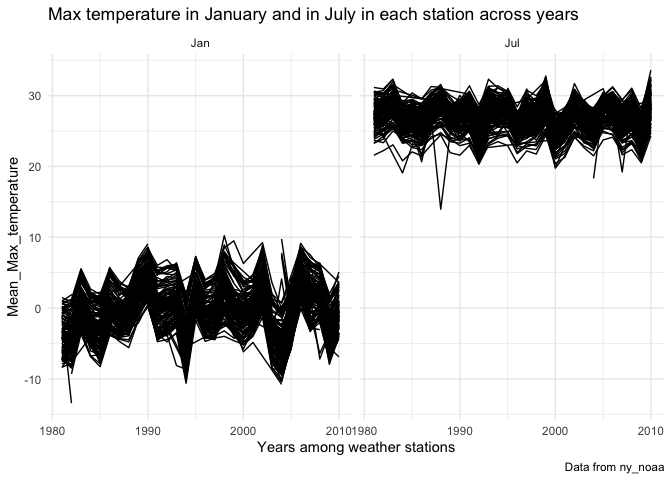 Max temperature in January and in July in each station across years
Jan Jul
Mean_Max_temperature
30
20
10
0
-10
1980 1990 2000 2010 1980 1990 2000 2010
Years among weather stations
Data from ny_noaa